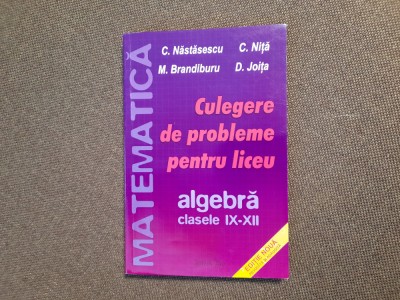 MATEMATICĂ
C. Năstăsescu C. Niță
M. Brandiburu D. Joița
Culegere
de probleme
pentru liceu
algebră
clasele IX-XII
EDIȚIE NOUĂ